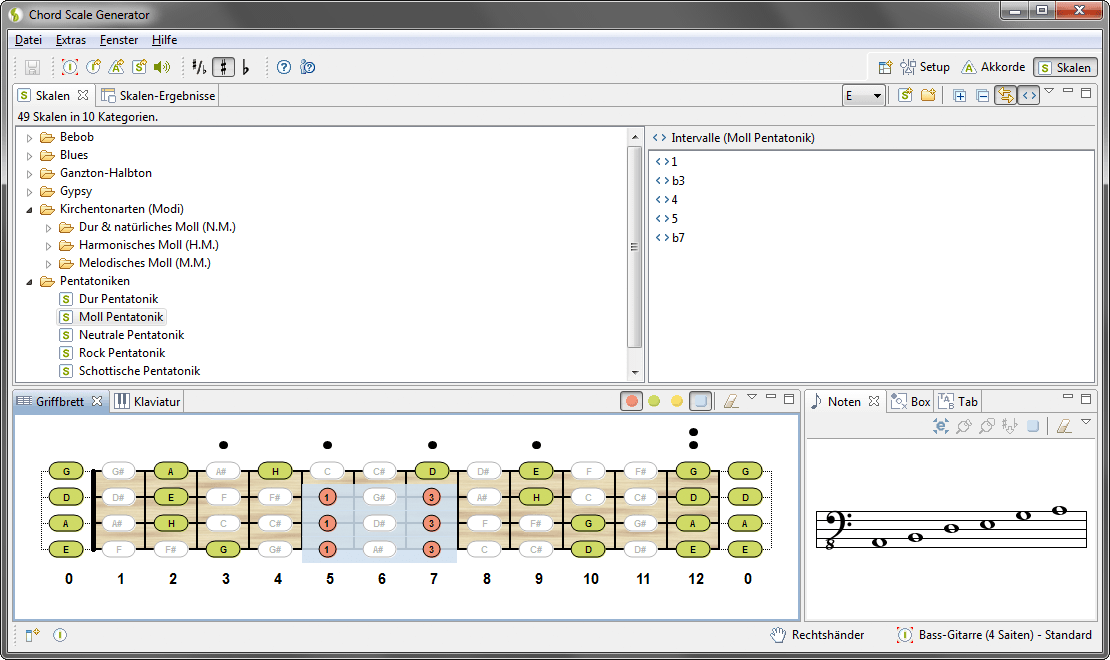 Chord Scale Generator
Datei Extras Fenster Hilfe
Setup Akkorde S Skalen
S Skalen Skalen-Ergebnisse E
49 Skalen in 10 Kategorien.
Bebob
Blues
Ganzton-Halbton
Gypsy
Kirchentonarten (Modi)
Dur & natürliches Moll (N.M.)
Harmonisches Moll (H.M.)
Melodisches Moll (M.M.)
Pentatoniken
S Dur Pentatonik
S Moll Pentatonik
S Neutrale Pentatonik
S Rock Pentatonik
S Schottische Pentatonik
Intervalle (Moll Pentatonik)
1
b3
4
5
b7
Griffbrett Klaviatur
G G# A A# H C C# D D# E F F# G G
D D# E F F# 1 G# 3 A# H C C# D D
A A# H C C# 1 D# 3 F F# G G# A A
E F F# G G# 1 A# 3 C C# D D# E E
0 1 2 3 4 5 6 7 8 9 10 11 12 0
Noten Box Tab
8
Rechtshänder Bass-Gitarre (4 Saiten) - Standard